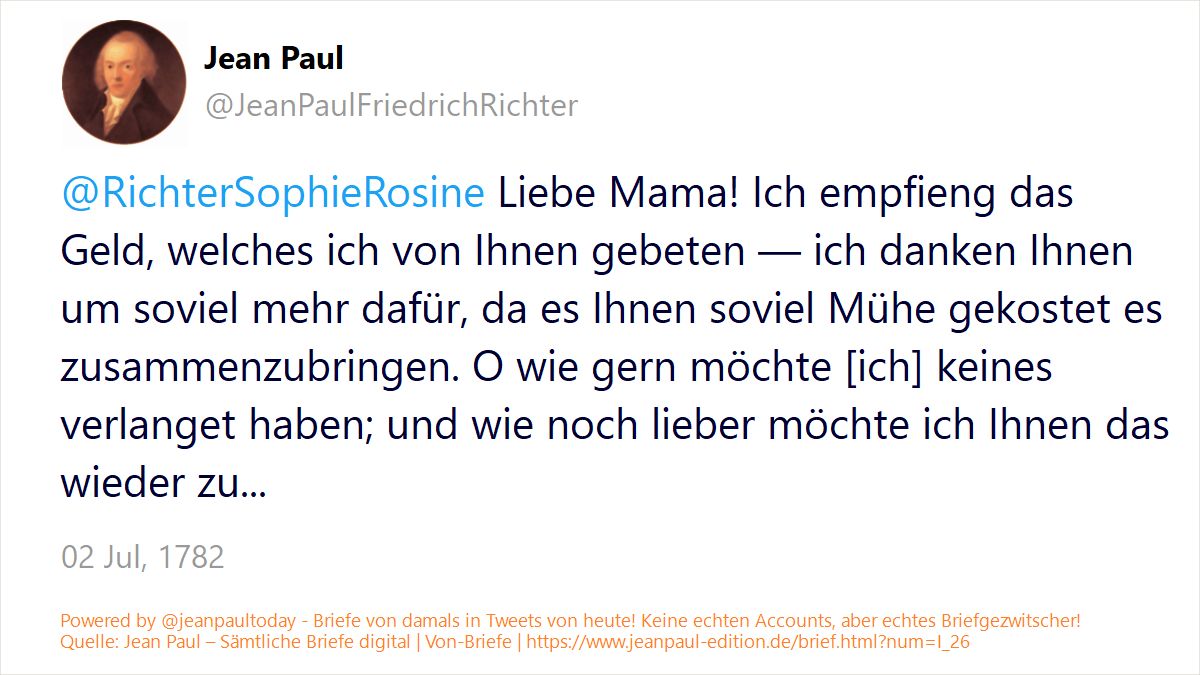 Jean Paul
@JeanPaulFriedrichRichter
@RichterSophieRosine Liebe Mama! Ich empfieng das
Geld, welches ich von Ihnen gebeten — ich danken Ihnen
um soviel mehr dafür, da es Ihnen soviel Mühe gekostet es
zusammenzubringen. O wie gern möchte [ich] keines
verlanget haben; und wie noch lieber möchte ich Ihnen das
wieder zu...
02 Jul, 1782
Powered by @jeanpaultoday - Briefe von damals in Tweets von heute! Keine echten Accounts, aber echtes Briefgezwitscher!
Quelle: Jean Paul – Sämtliche Briefe digital | Von-Briefe | https://www.jeanpaul-edition.de/brief.html?num=I_26